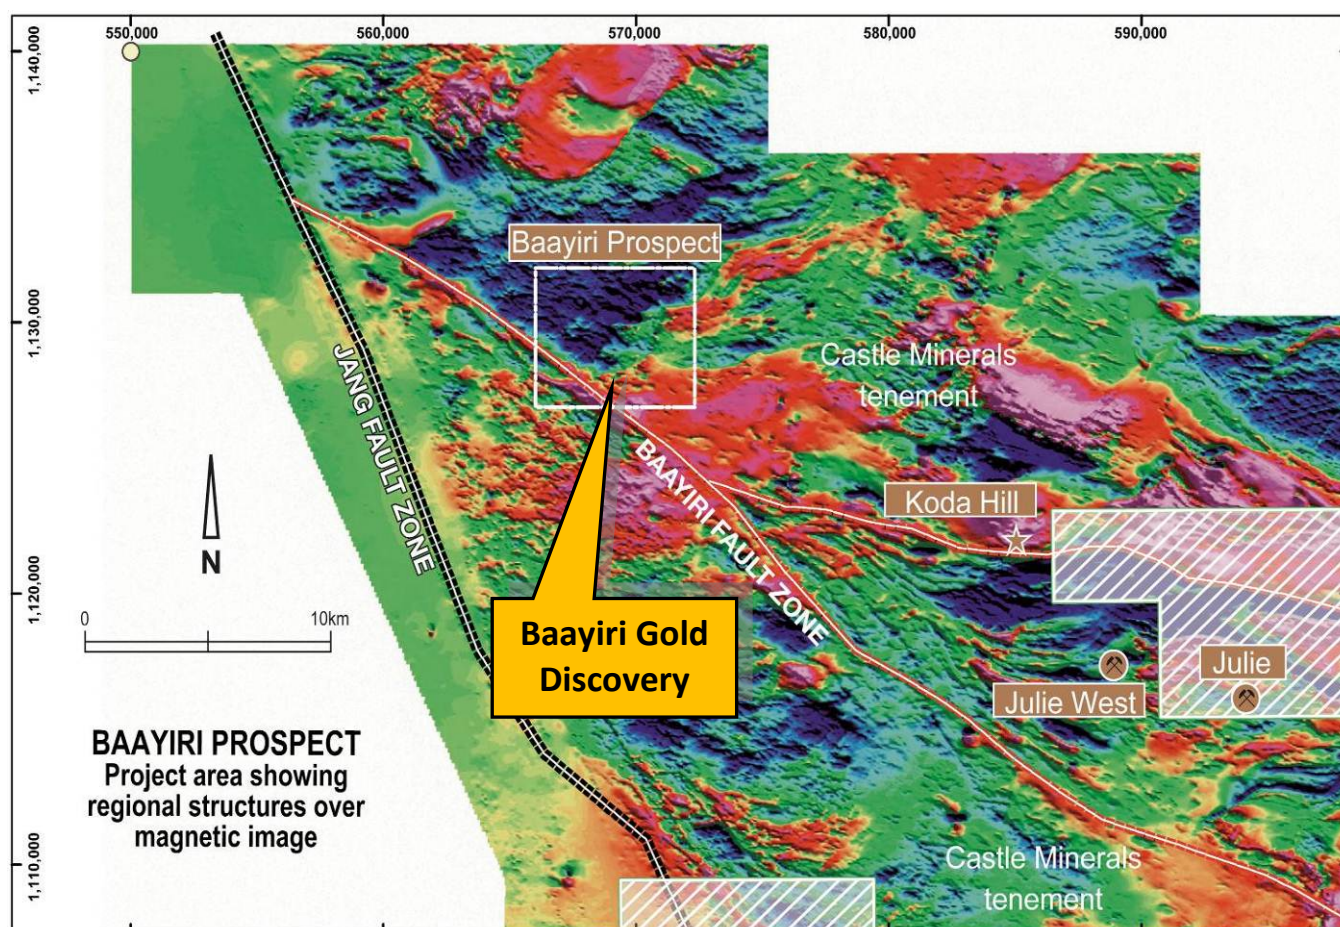 550,000
560,000
570,000
580,000
590,000
1,140,000
1,130,000
1,120,000
1,110,000
Baayiri Prospect
Castle Minerals
tenement
JANG FAULT ZONE
BAAYIRI FAULT ZONE
Koda Hill
N
0
10km
Baayiri Gold
Discovery
Julie West
Julie
BAAYIRI PROSPECT
Project area showing
regional structures over
magnetic image
Castle Minerals
tenement